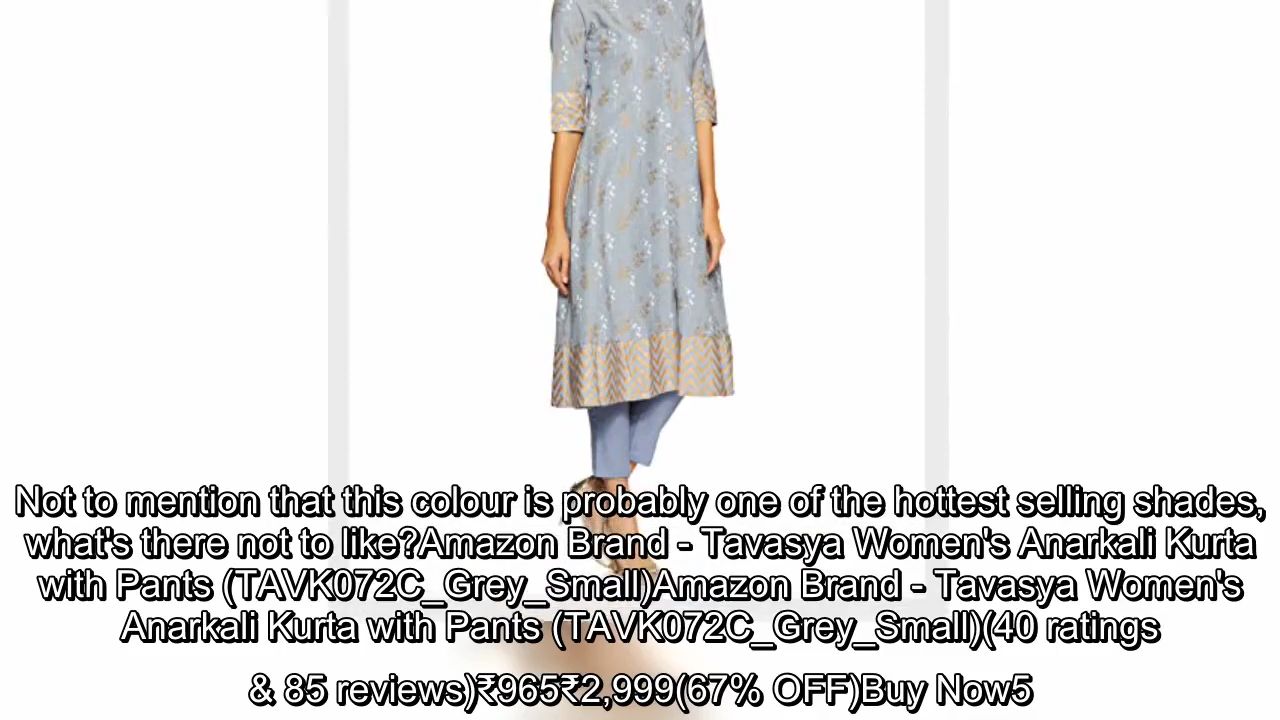 Not to mention that this colour is probably one of the hottest selling shades,
what's there not to like?Amazon Brand - Tavasya Women's Anarkali Kurta
with Pants (TAVK072C_Grey_Small)Amazon Brand - Tavasya Women's
Anarkali Kurta with Pants (TAVK072C_Grey_Small)(40 ratings
& 85 reviews)₹965₹2,999(67% OFF)Buy Now5